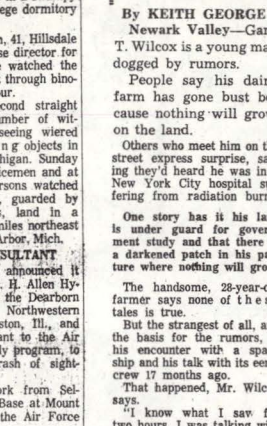 ege dormitory
n, 41, Hillsdale
se director for
e watched the
t through bino-
ur.
cond straight
umber of wit-
seeing wiered
n g objects in
higan. Sunday
icemen and at
rsons watched
, guarded by
s, land in a
miles northeast
Arbor, Mich.
SULTANT
announced it
. H. Allen Hy-
the Dearborn
Northwestern
ston, Ill., and
ant to the Air
dy program, to
rash of sight-
ork from Sel-
Base at Mount
the Air Force
By KEITH GEORGE
Newark Valley—Gar
T. Wilcox is a young ma
dogged by rumors.
People say his dair
farm has gone bust be
cause nothing will grow
on the land.
Others who meet him on t
street express surprise, sa
ing they'd heard he was in
New York City hospital su
fering from radiation burn
One story has it his la
is under guard for gover
ment study and that there
a darkened patch in his pa
ture where nothing will gro
The handsome, 28-year-o
farmer says none of t h e s
tales is true.
But the strangest of all, a
the basis for the rumors,
his encounter with a spa
ship and his talk with its eer
crew 17 months ago.
That happened, Mr. Wilc
says.
"I know what I saw f
two hours. I was talking wi